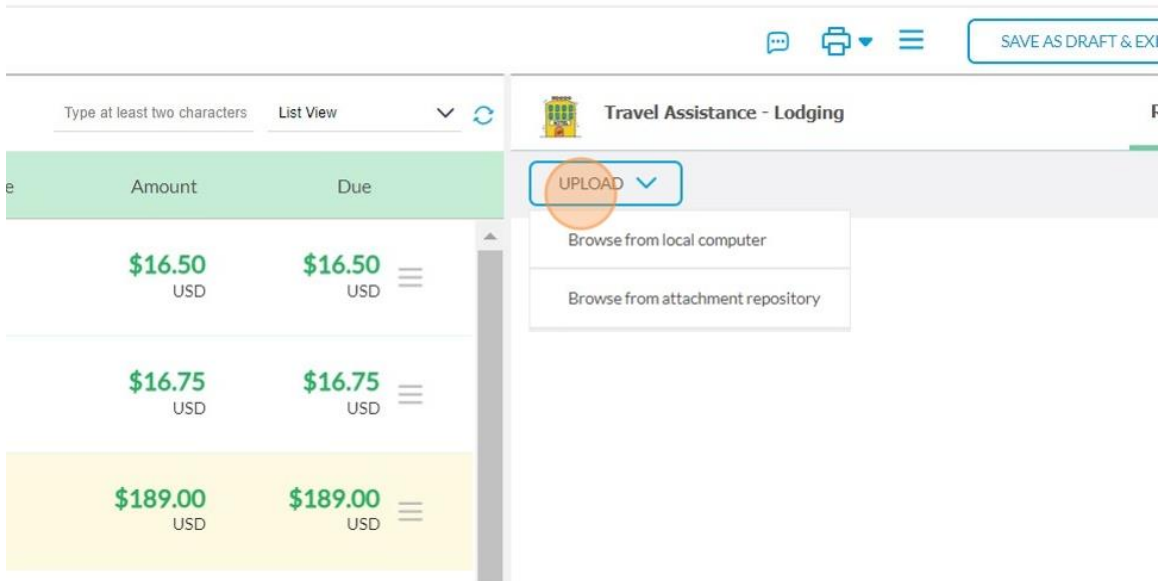 SAVE AS DRAFT & EXI
Type at least two characters
List View
Travel Assistance - Lodging
Amount
Due
UPLOAD
Browse from local computer
Browse from attachment repository
$16.50
USD
$16.50
USD
$16.75
USD
$16.75
USD
$189.00
USD
$189.00
USD